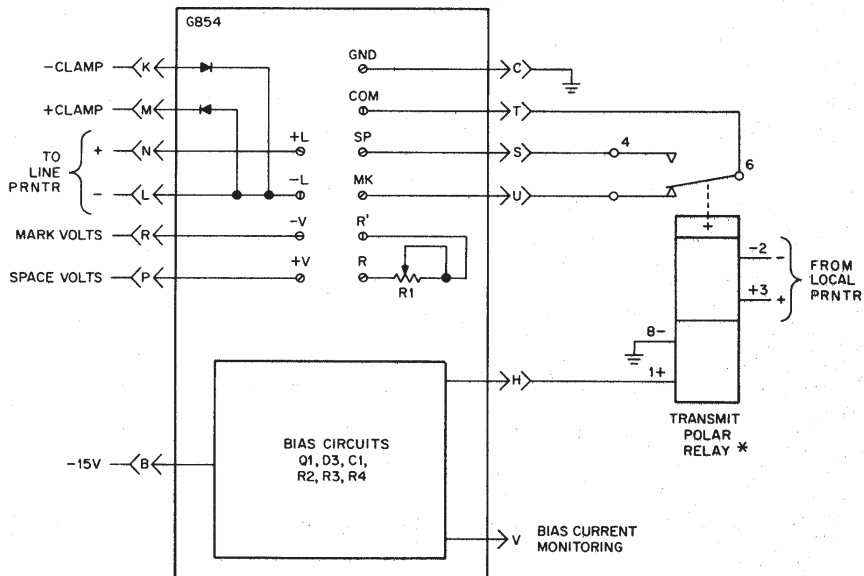 G854
GND
-CLAMP K C
COM
+CLAMP M T
+L SP 4
+ N S
TO LINE PRNTR
6
-L MK
- L U
-V R'
MARK VOLTS R
+
-2 -
+V R
SPACE VOLTS P
R1
FROM LOCAL PRNTR
+3 +
8-
1+
H
TRANSMIT
POLAR
RELAY *
BIAS CIRCUITS
Q1, D3, C1,
R2, R3, R4
-15V B
V BIAS CURRENT
MONITORING